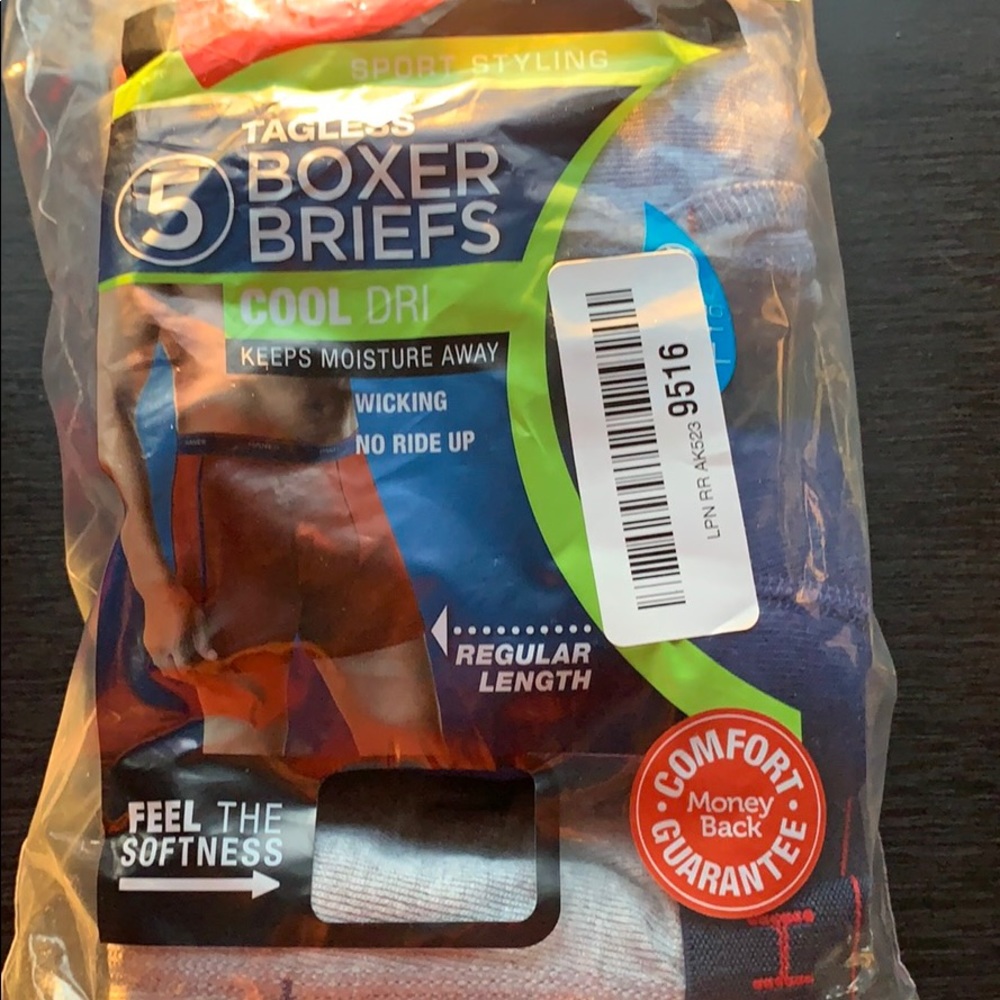 SPORT STYLING
TAGLESS
5 BOXER
BRIEFS
COOL DRI
KEEPS MOISTURE AWAY
WICKING
NO RIDE UP
REGULAR
LENGTH
LPN RR AK523 9516
FEEL THE
SOFTNESS
COMFORT
Money
Back
GUARANTEE
H